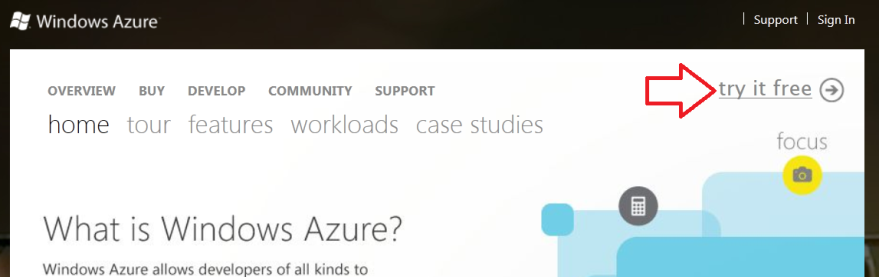 Windows Azure
Support | Sign In
OVERVIEW BUY DEVELOP COMMUNITY SUPPORT
try it free
home tour features workloads case studies
focus
What is Windows Azure?
Windows Azure allows developers of all kinds to